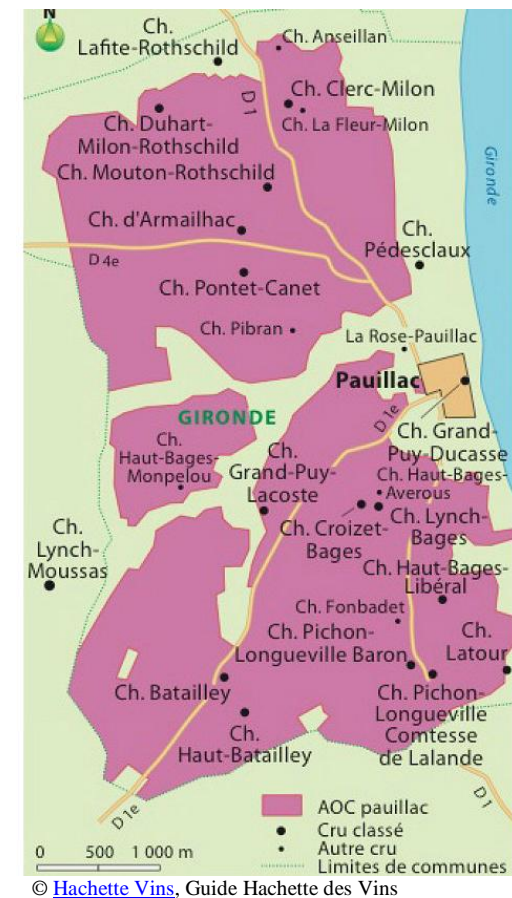 N
Ch.
Lafite-Rothschild
Ch. Anseillan
D1
Ch. Clerc-Milon
Ch. La Fleur-Milon
Ch. Duhart-
Milon-Rothschild
Ch. Mouton-Rothschild
Gironde
Ch. d'Armailhac
Ch.
Pédesclaux
D4e
Ch. Pontet-Canet
Ch. Pibran
La Rose-Pauillac
Pauillac
GIRONDE
D1e
Ch. Grand-
Puy-Ducasse
Ch.
Haut-Bages-
Monpelou
Ch.
Grand-Puy-
Lacoste
Ch. Haut-Bages-
Averous
Ch. Croizet-
Bages
Ch. Lynch-
Bages
Ch.
Lynch-
Moussas
Ch. Haut-Bages-
Libéral
Ch. Fonbadet
Ch. Pichon-
Longueville Baron
Ch.
Latour
Ch. Batailley
Ch.
Haut-Batailley
Ch. Pichon-
Longueville
Comtesse
de Lalande
D1
D1e
AOC pauillac
Cru classé
Autre cru
Limites de communes
0 500 1 000 m
© Hachette Vins, Guide Hachette des Vins